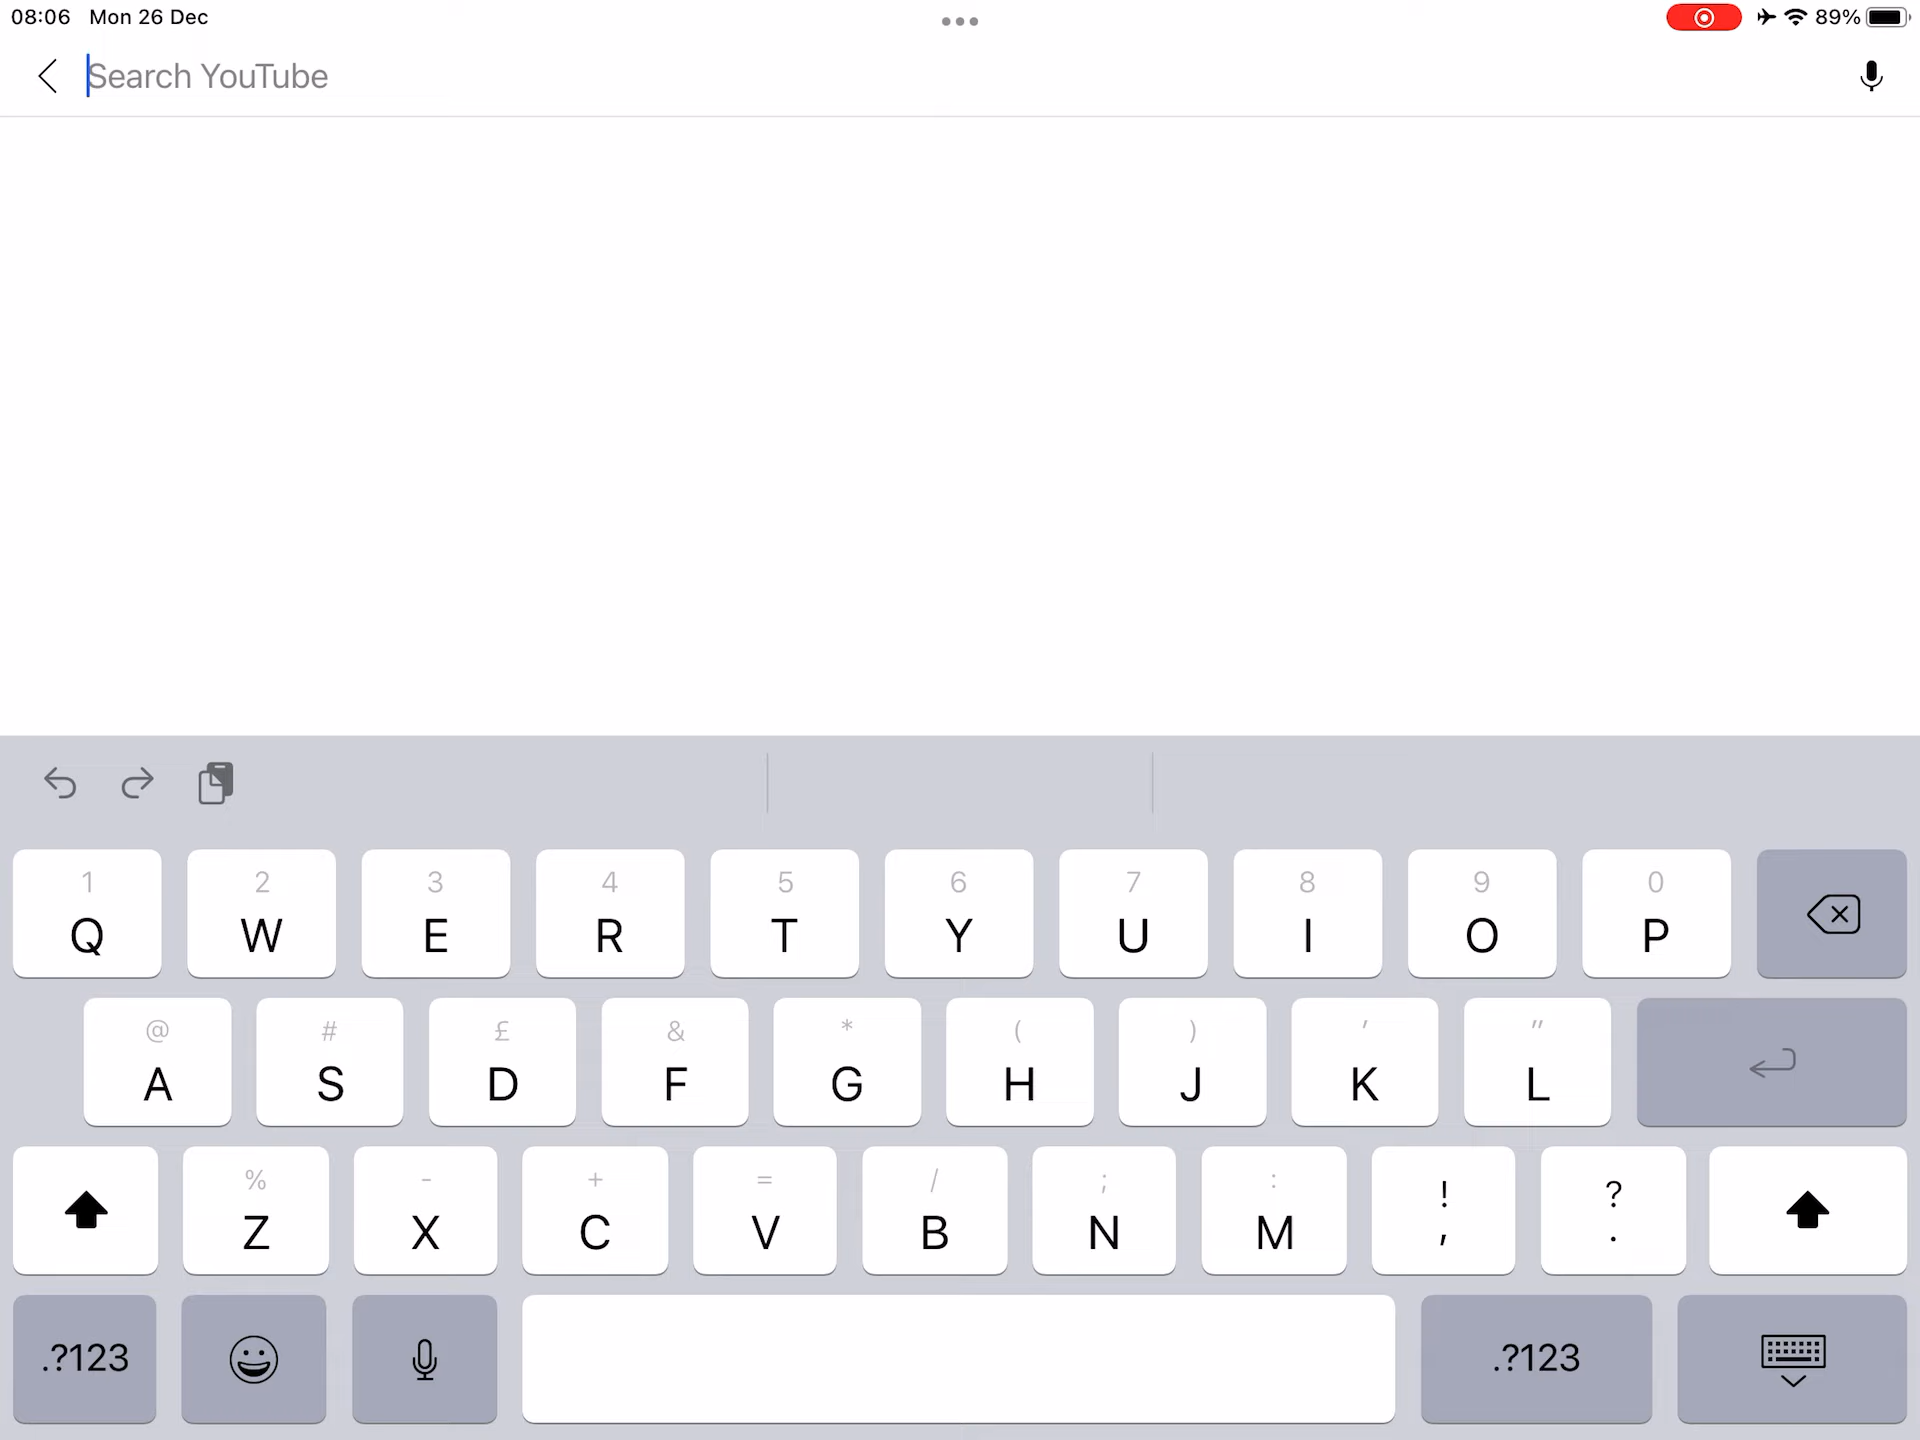 08:06 Mon 26 Dec 89%
Search YouTube
1 2 3 4 5 6 7 8 9 0
Q W E R T Y U I O P
@ # £ & * ( ) ' "
A S D F G H J K L
% - + = / ; : ! ?
Z X C V B N M , .
.?123 .?123